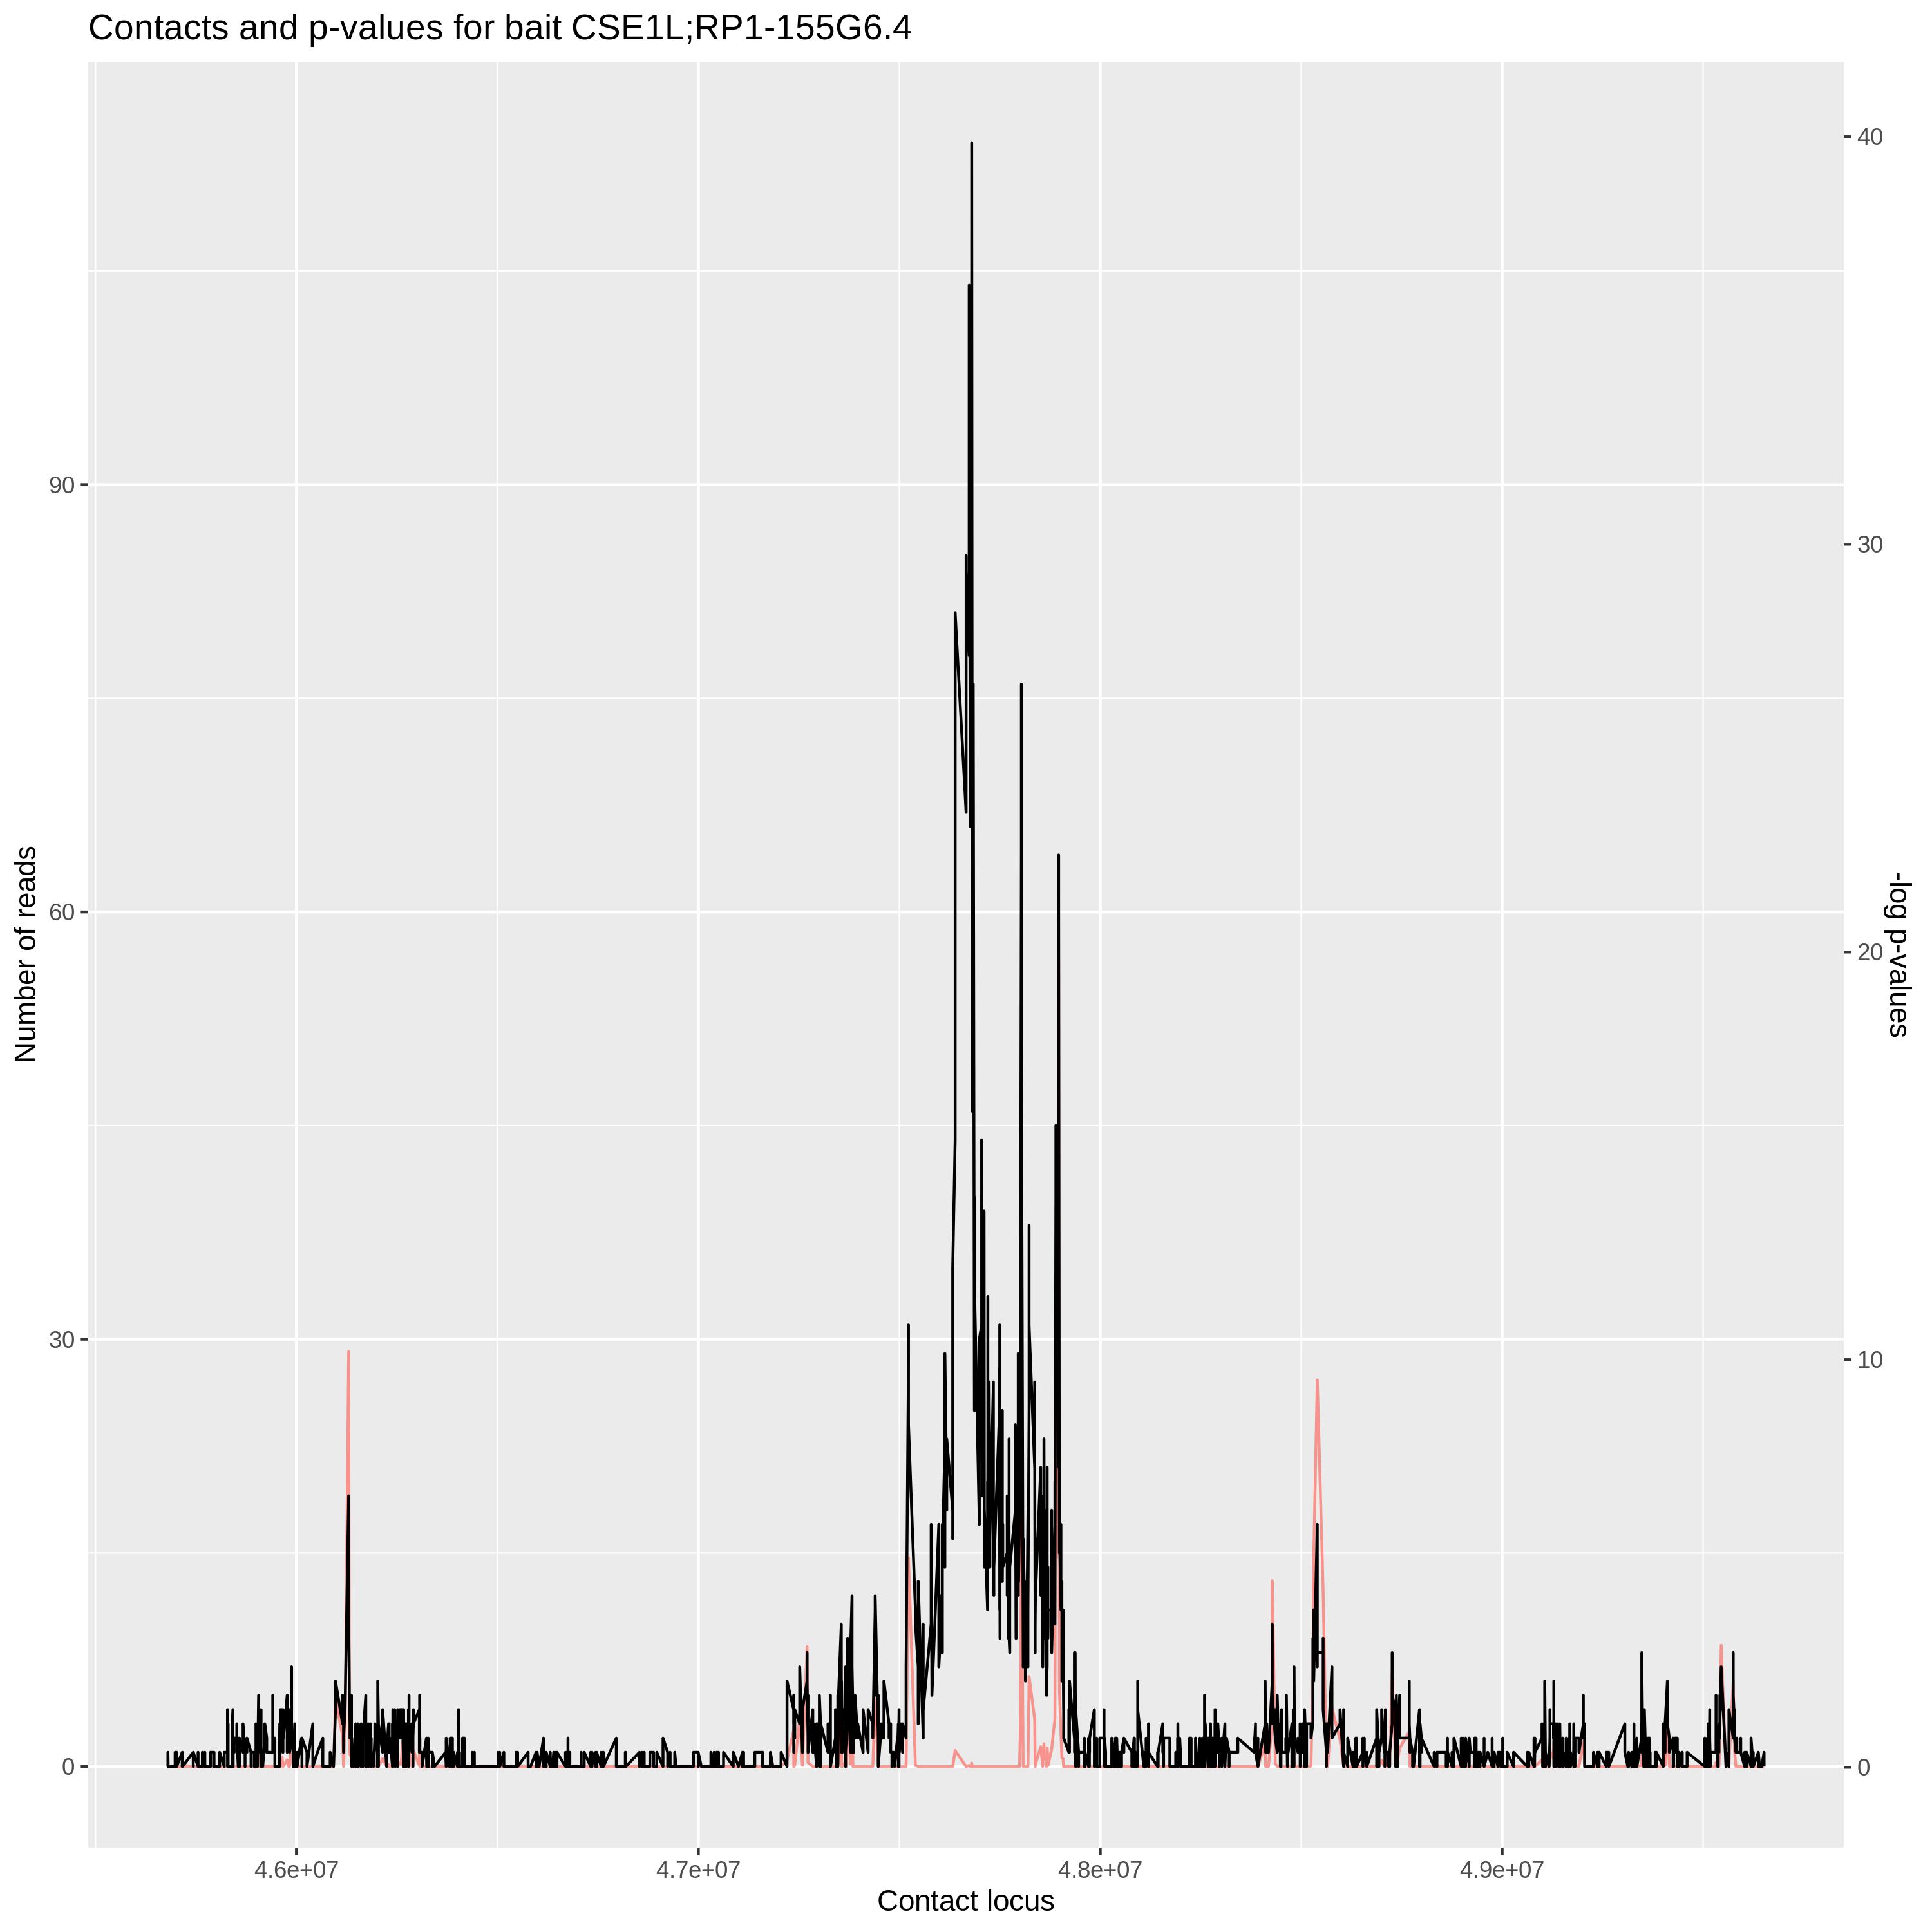 Contacts and p-values for bait CSE1L;RP1-155G6.4
Number of reads
90
60
30
0
40
30
20
10
0
-log p-values
4.6e+07
4.7e+07
4.8e+07
4.9e+07
Contact locus